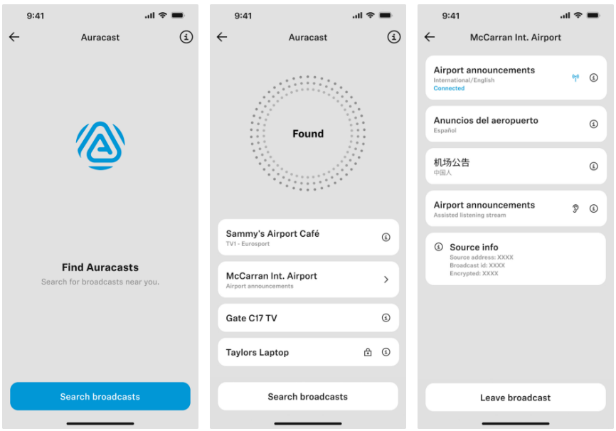 9:41
Auracast
Find Auracasts
Search for broadcasts near you.
Search broadcasts
9:41
Auracast
Found
Sammy's Airport Café
TV1 - Eurosport
McCarran Int. Airport
Airport announcements
Gate C17 TV
Taylors Laptop
Search broadcasts
9:41
McCarran Int. Airport
Airport announcements
International/English
Connected
Anuncios del aeropuerto
Español
机场公告
中国人
Airport announcements
Assisted listening stream
Source info
Source address: XXXX
Broadcast id: XXXX
Encrypted: XXXX
Leave broadcast